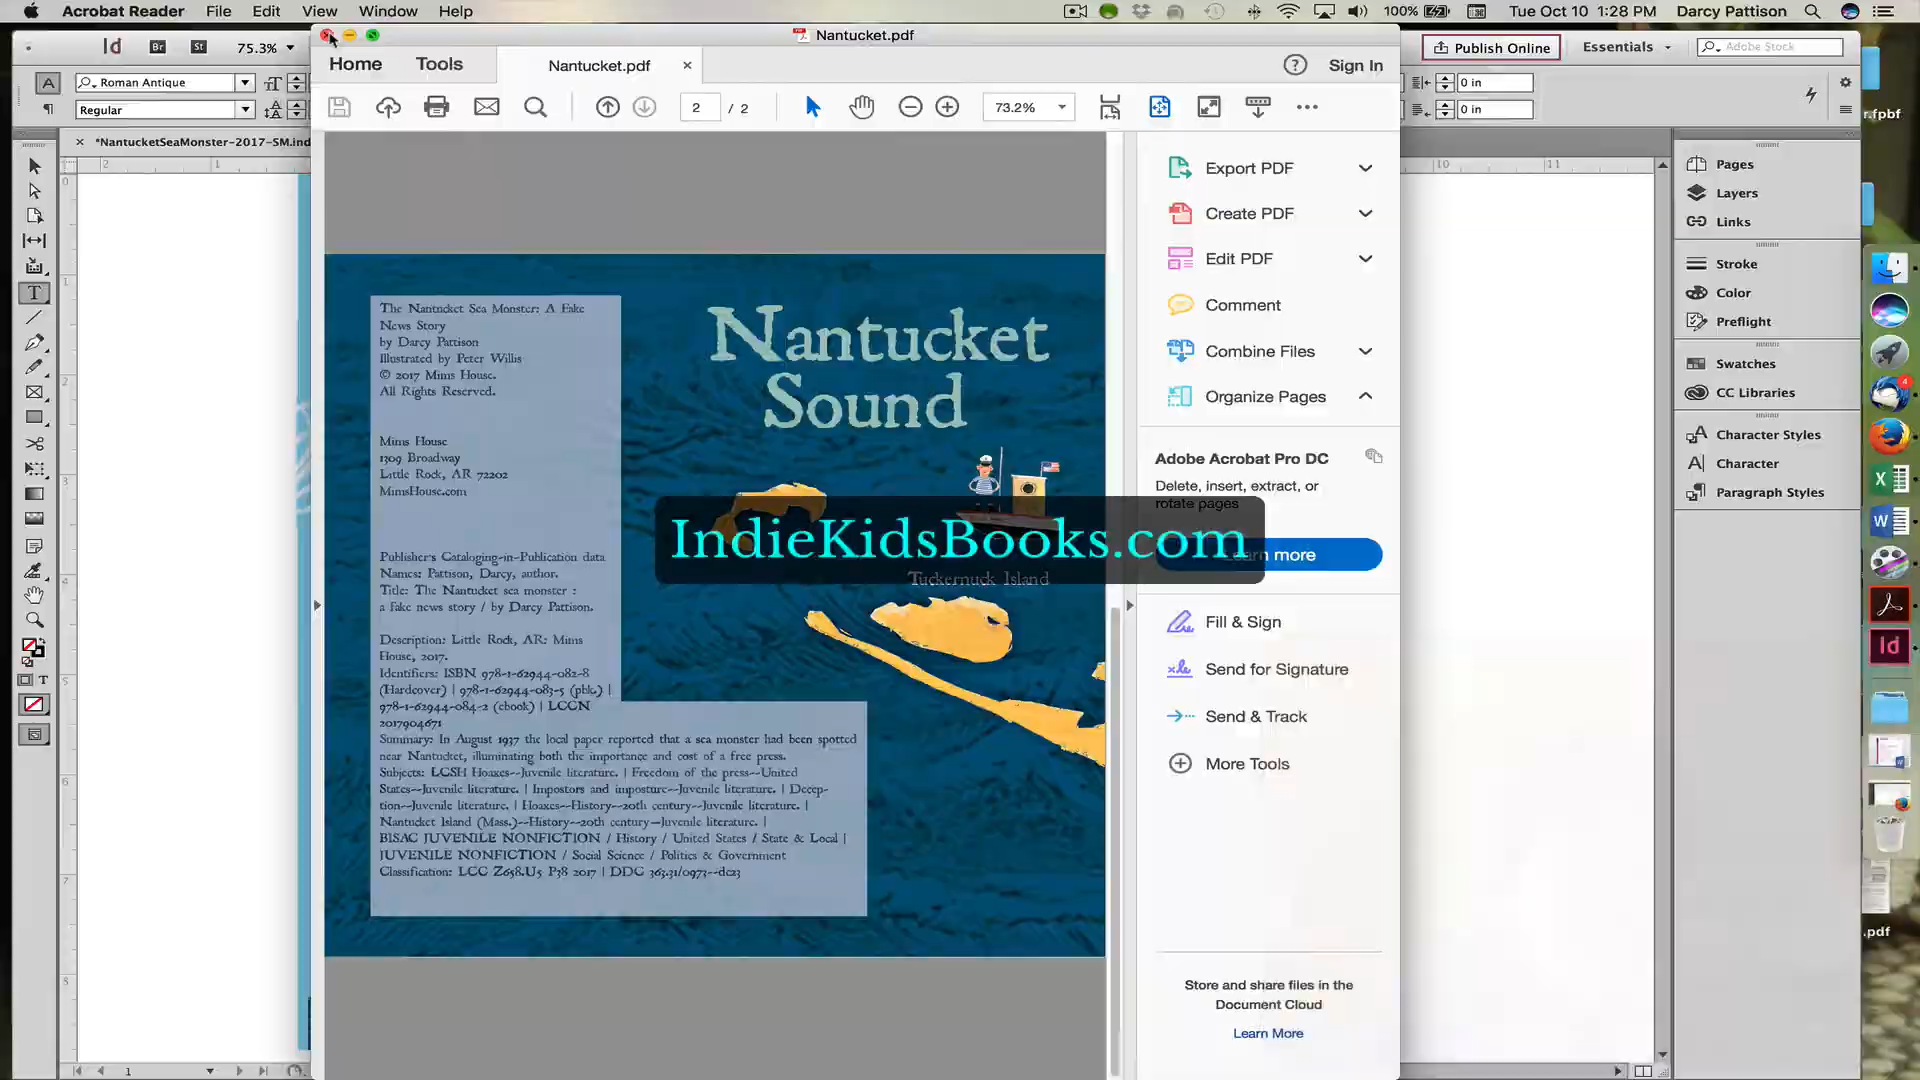 Acrobat Reader File Edit View Window Help
100% Tue Oct 10 1:28 PM Darcy Pattison
Id Br St 75.3%
Nantucket.pdf
Publish Online Essentials Adobe Stock
Home Tools Nantucket.pdf × Sign In
Roman Antique
0 in
Regular
0 in
2 / 2
73.2%
r.fpbf
× *NantucketSeaMonster-2017-SM.ind
2 1 10 11
Export PDF
Create PDF
Edit PDF
Comment
Combine Files
Organize Pages
Adobe Acrobat Pro DC
Delete, insert, extract, or
rotate pages
Learn more
Fill & Sign
Send for Signature
Send & Track
More Tools
Store and share files in the
Document Cloud
Learn More
Pages
Layers
Links
Stroke
Color
Preflight
Swatches
CC Libraries
Character Styles
Character
Paragraph Styles
The Nantucket Sea Monster: A Fake
News Story
by Darcy Pattison
Illustrated by Peter Willis
© 2017 Mims House.
All Rights Reserved.
Mims House
1309 Broadway
Little Rock, AR 72202
MimsHouse.com
Publisher's Cataloging-in-Publication data
Names: Pattison, Darcy, author.
Title: The Nantucket sea monster :
a fake news story / by Darcy Pattison.
Description: Little Rock, AR: Mims
House, 2017.
Identifiers: ISBN 978-1-62944-082-8
(Hardcover) | 978-1-62944-083-5 (pbk.) |
978-1-62944-084-2 (ebook) | LCCN
2017904671
Summary: In August 1937 the local paper reported that a sea monster had been spotted
near Nantucket, illuminating both the importance and cost of a free press.
Subjects: LCSH Hoaxes--Juvenile literature. | Freedom of the press--United
States--Juvenile literature. | Impostors and imposture--Juvenile literature. | Decep-
tion--Juvenile literature. | Hoaxes--History--20th century--Juvenile literature. |
Nantucket Island (Mass.)--History--20th century--Juvenile literature. |
BISAC JUVENILE NONFICTION / History / United States / State & Local |
JUVENILE NONFICTION / Social Science / Politics & Government
Classification: LCC Z658.U5 P38 2017 | DDC 363.31/0973--dc23
Nantucket
Sound
IndieKidsBooks.com
Tuckernuck Island
4
.pdf
1